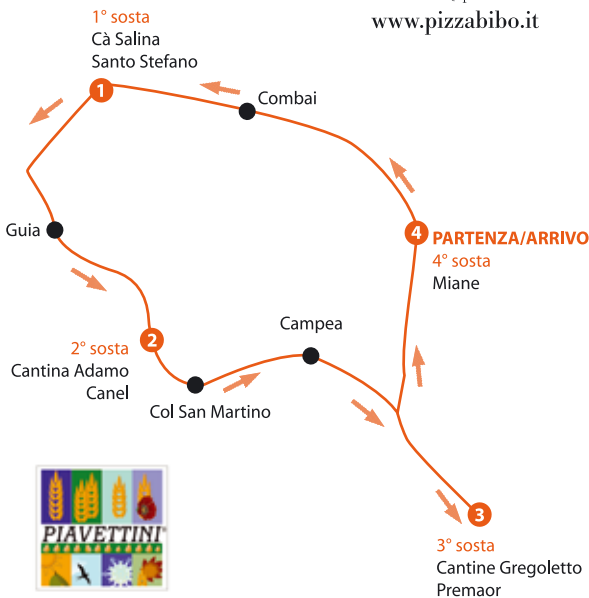 www.pizzabibo.it
1° sosta
Cà Salina
Santo Stefano
1
Combai
Guia
4
PARTENZA/ARRIVO
4° sosta
Miane
Campea
2
2° sosta
Cantina Adamo
Canel
Col San Martino
PIAVETTINI
3
3° sosta
Cantine Gregoletto
Premaor